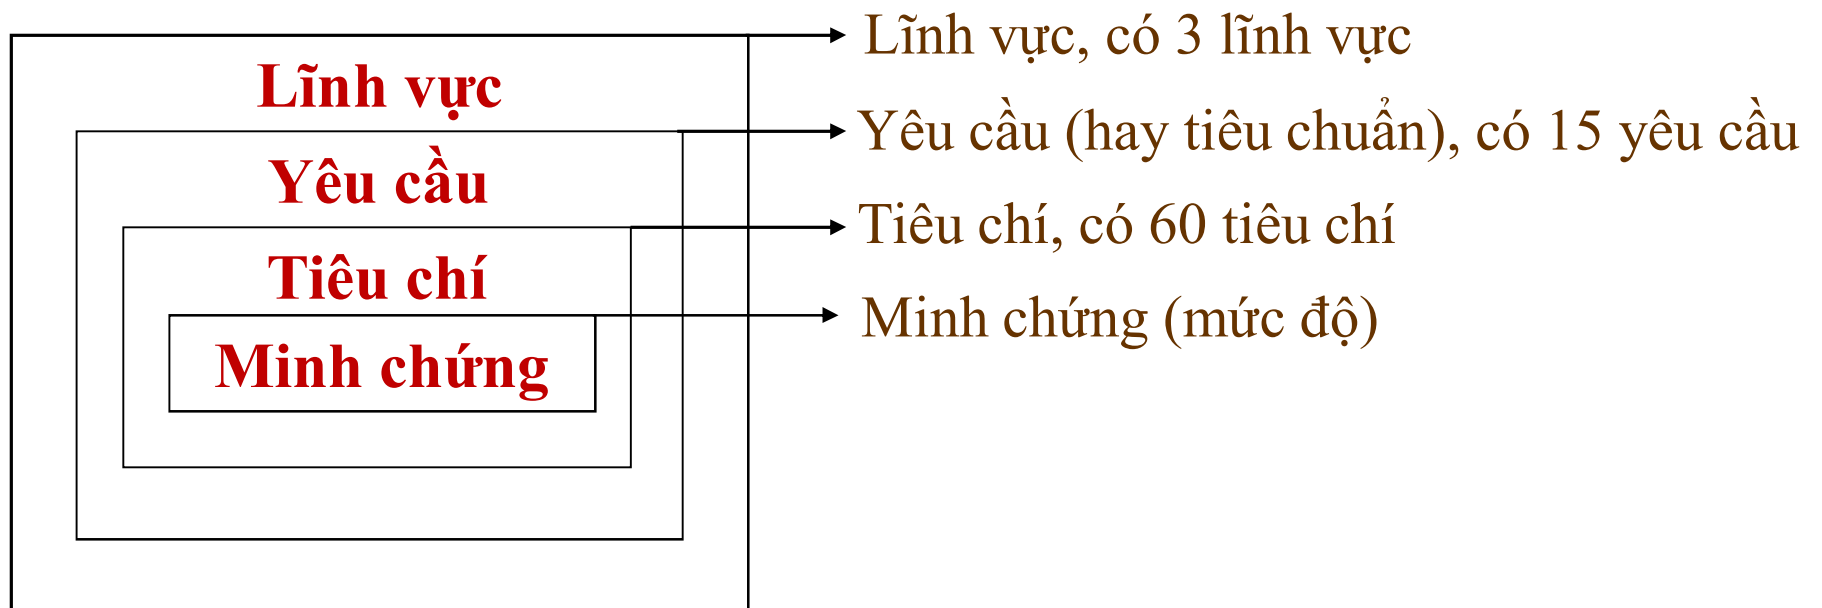 Lĩnh vực, có 3 lĩnh vực
Lĩnh vực
Yêu cầu (hay tiêu chuẩn), có 15 yêu cầu
Yêu cầu
Tiêu chí, có 60 tiêu chí
Tiêu chí
Minh chứng (mức độ)
Minh chứng